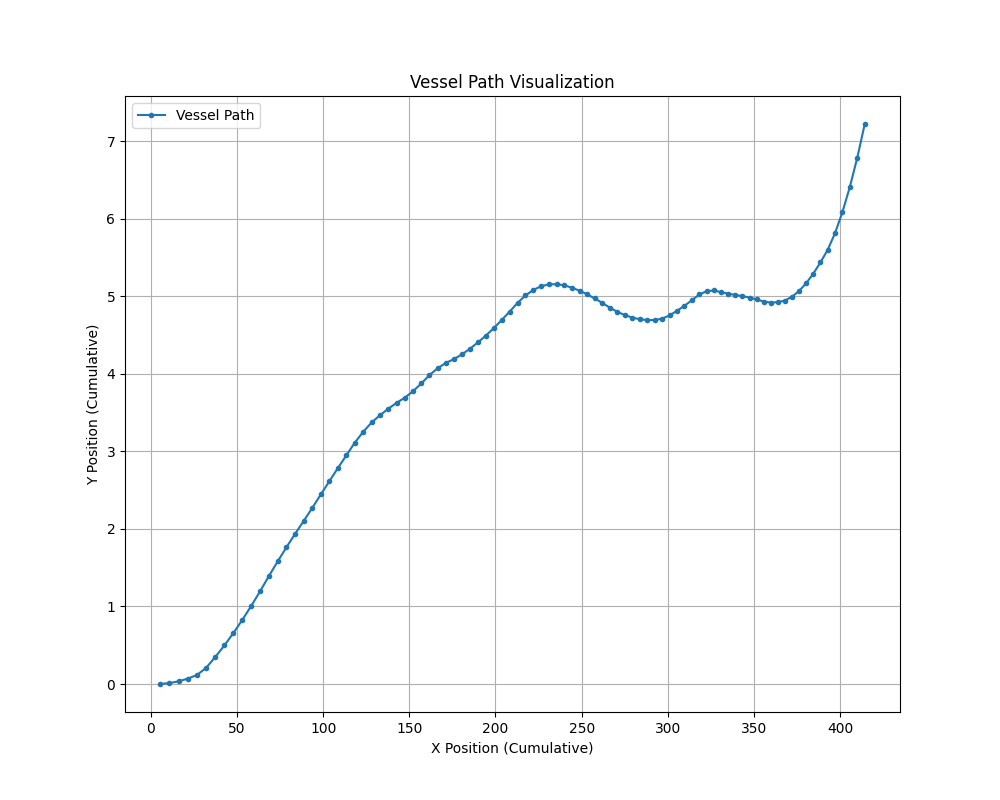 Vessel Path Visualization
Vessel Path
Y Position (Cumulative)
7
6
5
4
3
2
1
0
0 50 100 150 200 250 300 350 400
X Position (Cumulative)